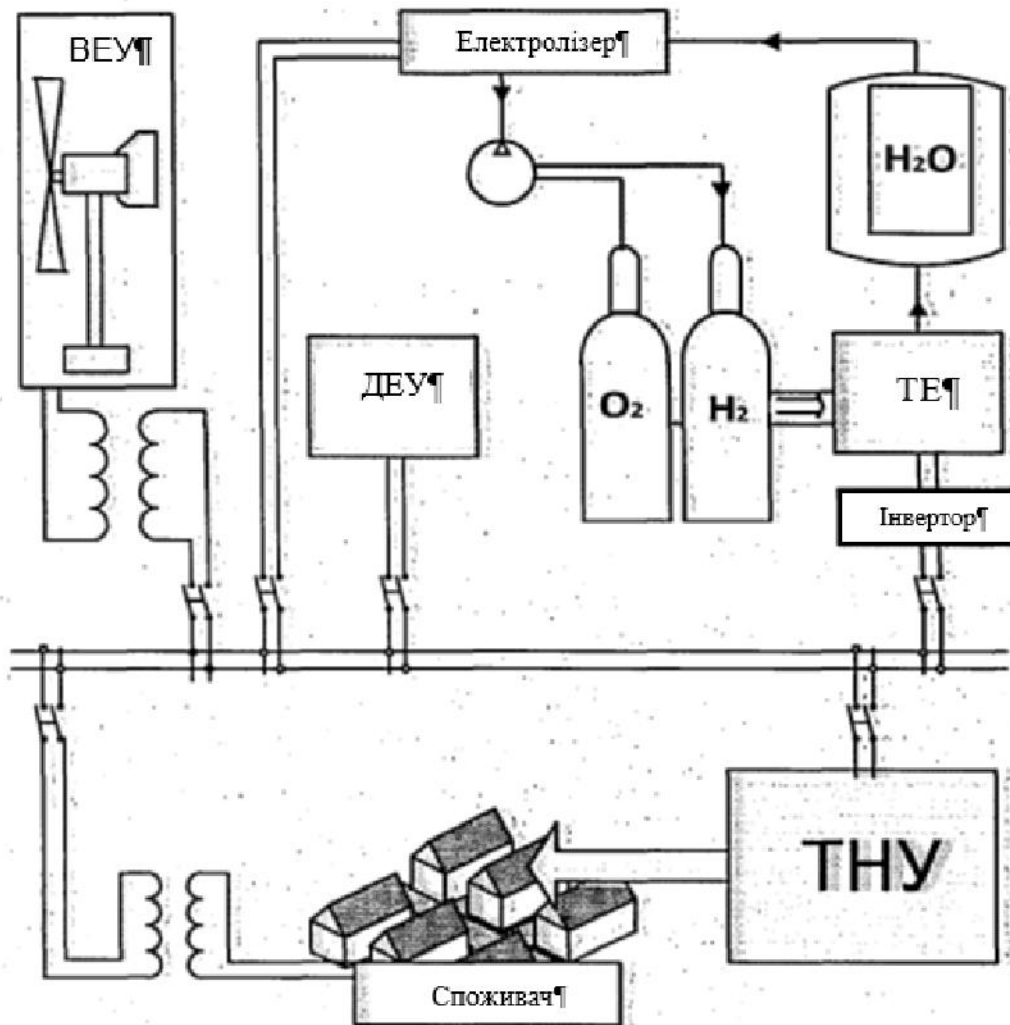 ВЕУ¶
Електролізер¶
H₂O
ДЕУ¶
O₂
H₂
ТЕ¶
Інвертор¶
ТНУ
Споживач¶